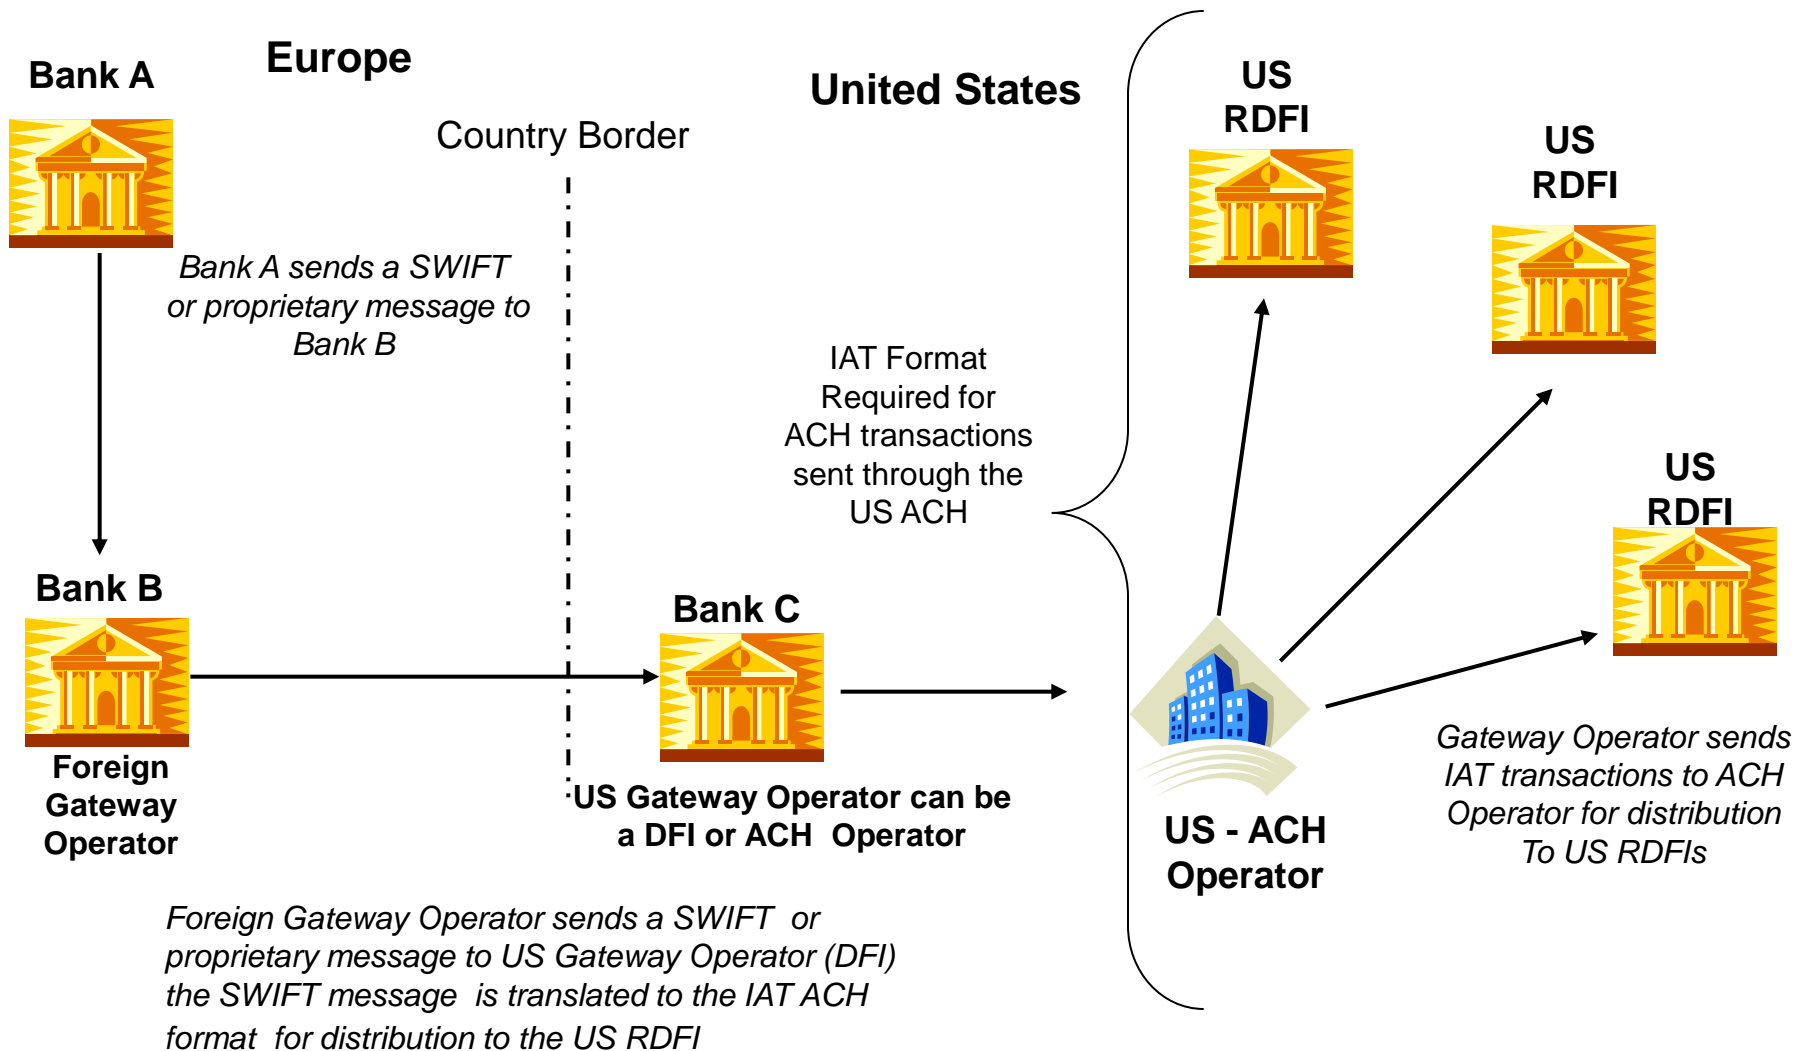 Europe
Bank A
United States
Country Border
US
RDFI
US
RDFI
Bank A sends a SWIFT
or proprietary message to
Bank B
IAT Format
Required for
ACH transactions
sent through the
US ACH
US
RDFI
Bank B
Foreign
Gateway
Operator
Bank C
US Gateway Operator can be
a DFI or ACH Operator
US - ACH
Operator
Gateway Operator sends
IAT transactions to ACH
Operator for distribution
To US RDFIs
Foreign Gateway Operator sends a SWIFT or
proprietary message to US Gateway Operator (DFI)
the SWIFT message is translated to the IAT ACH
format for distribution to the US RDFI